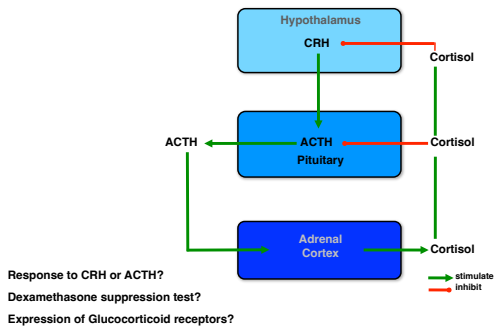 Hypothalamus
CRH
Cortisol
ACTH
ACTH
Pituitary
Cortisol
Adrenal
Cortex
Cortisol
Response to CRH or ACTH?
stimulate
inhibit
Dexamethasone suppression test?
Expression of Glucocorticoid receptors?